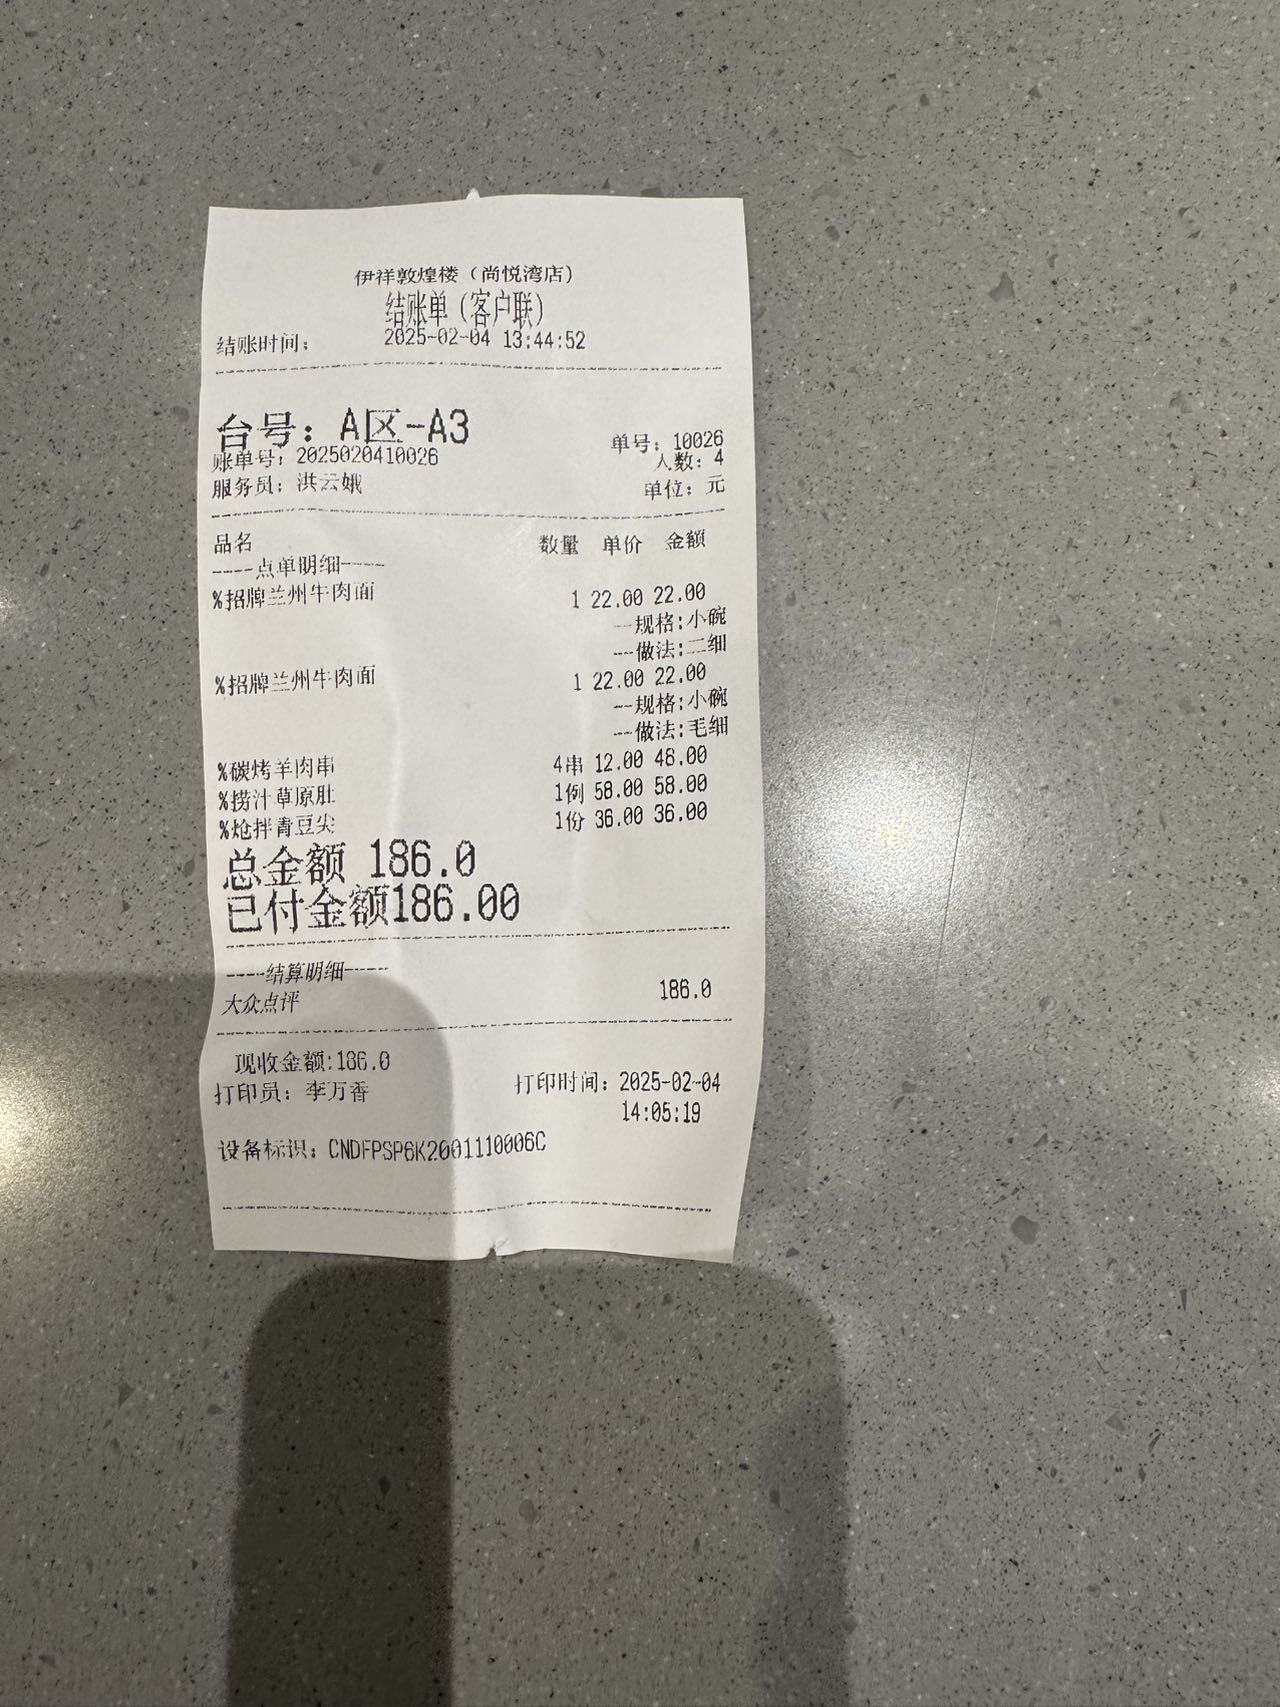 伊祥敦煌楼（尚悦湾店）
结账单（客户联）
结账时间： 2025-02-04 13:44:52
台号：A区-A3
单号：10026
账单号：2025020410026 人数：4
服务员：洪云娥 单位：元
品名 数量 单价 金额
----点单明细----
%招牌兰州牛肉面 1 22.00 22.00
--规格:小碗
--做法:二细
%招牌兰州牛肉面 1 22.00 22.00
--规格:小碗
--做法:毛细
%碳烤羊肉串 4串 12.00 48.00
%捞汁草原肚 1例 58.00 58.00
%炝拌青豆尖 1份 36.00 36.00
总金额 186.0
已付金额186.00
----结算明细----
大众点评 186.0
现收金额:186.0
打印员：李万香 打印时间：2025-02-04
14:05:19
设备标识：CNDFPSP6K2001110006C